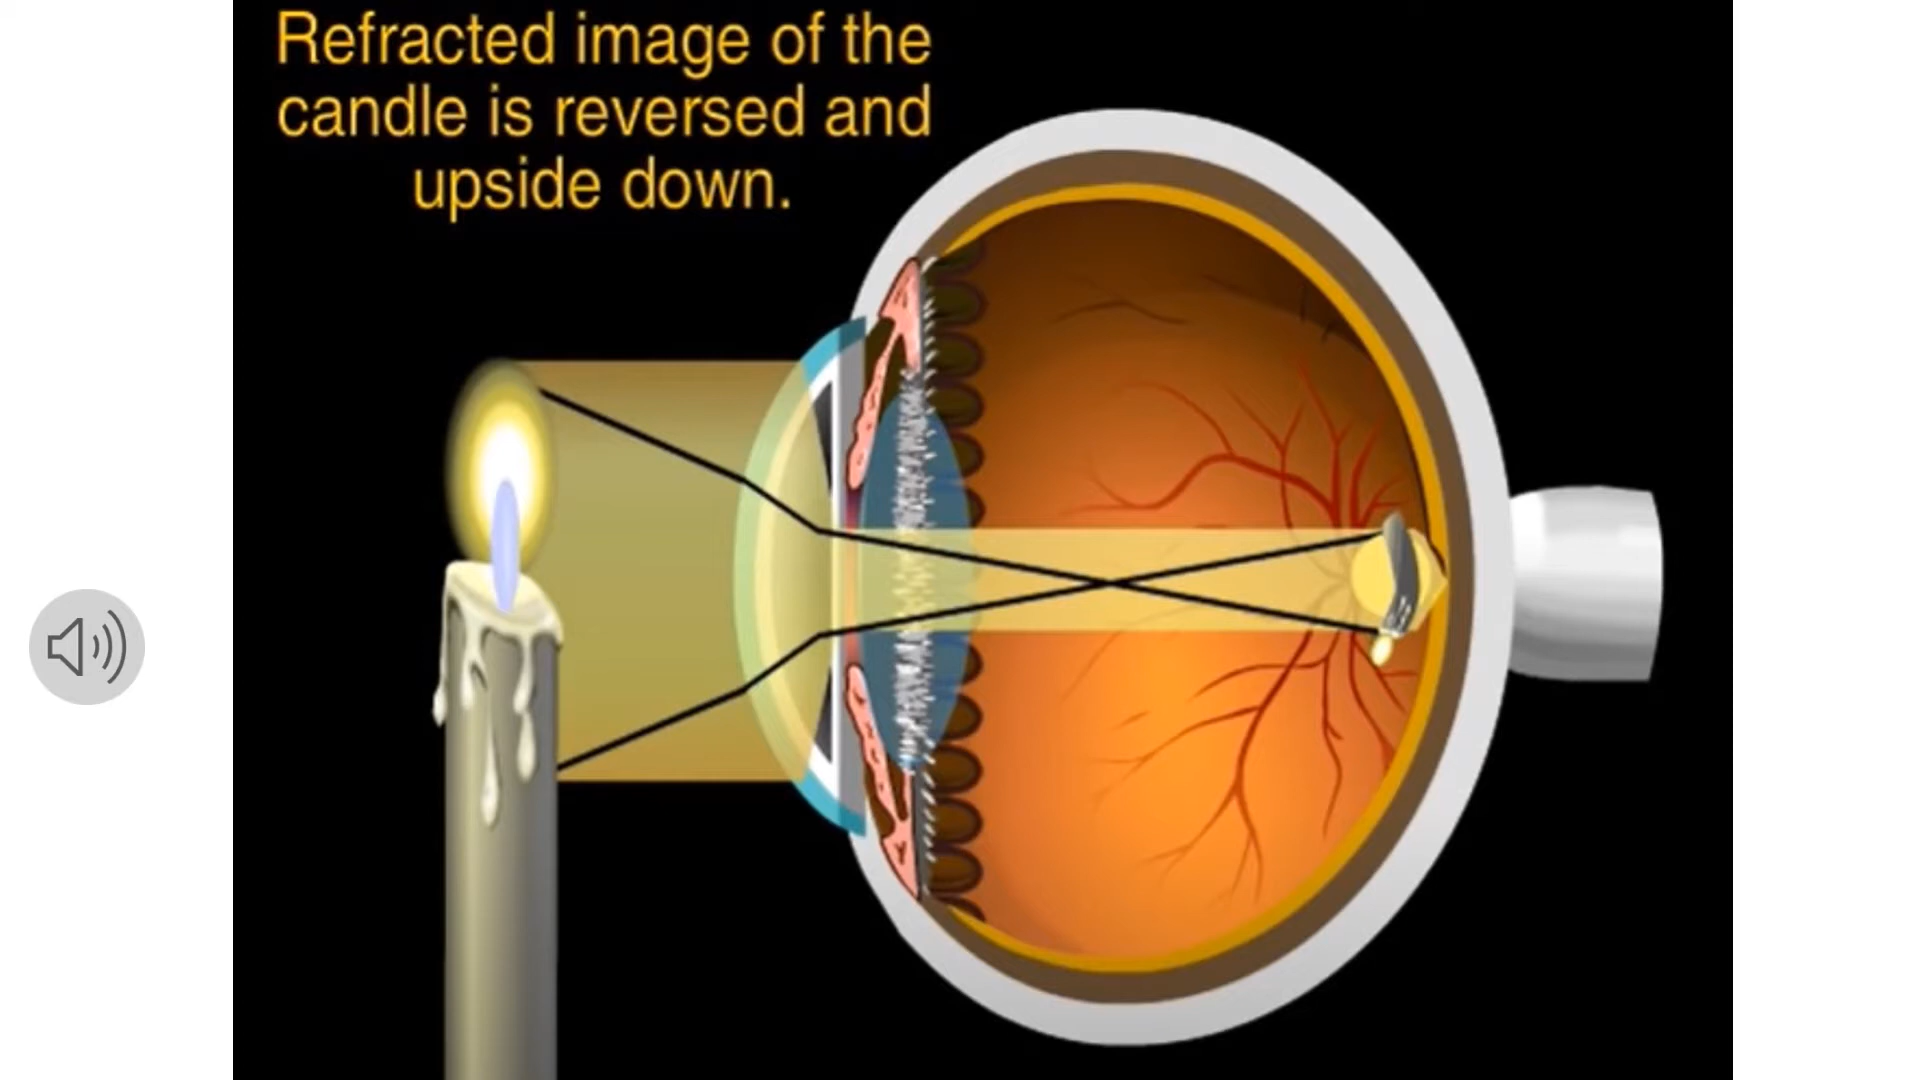 Refracted image of the
candle is reversed and
upside down.